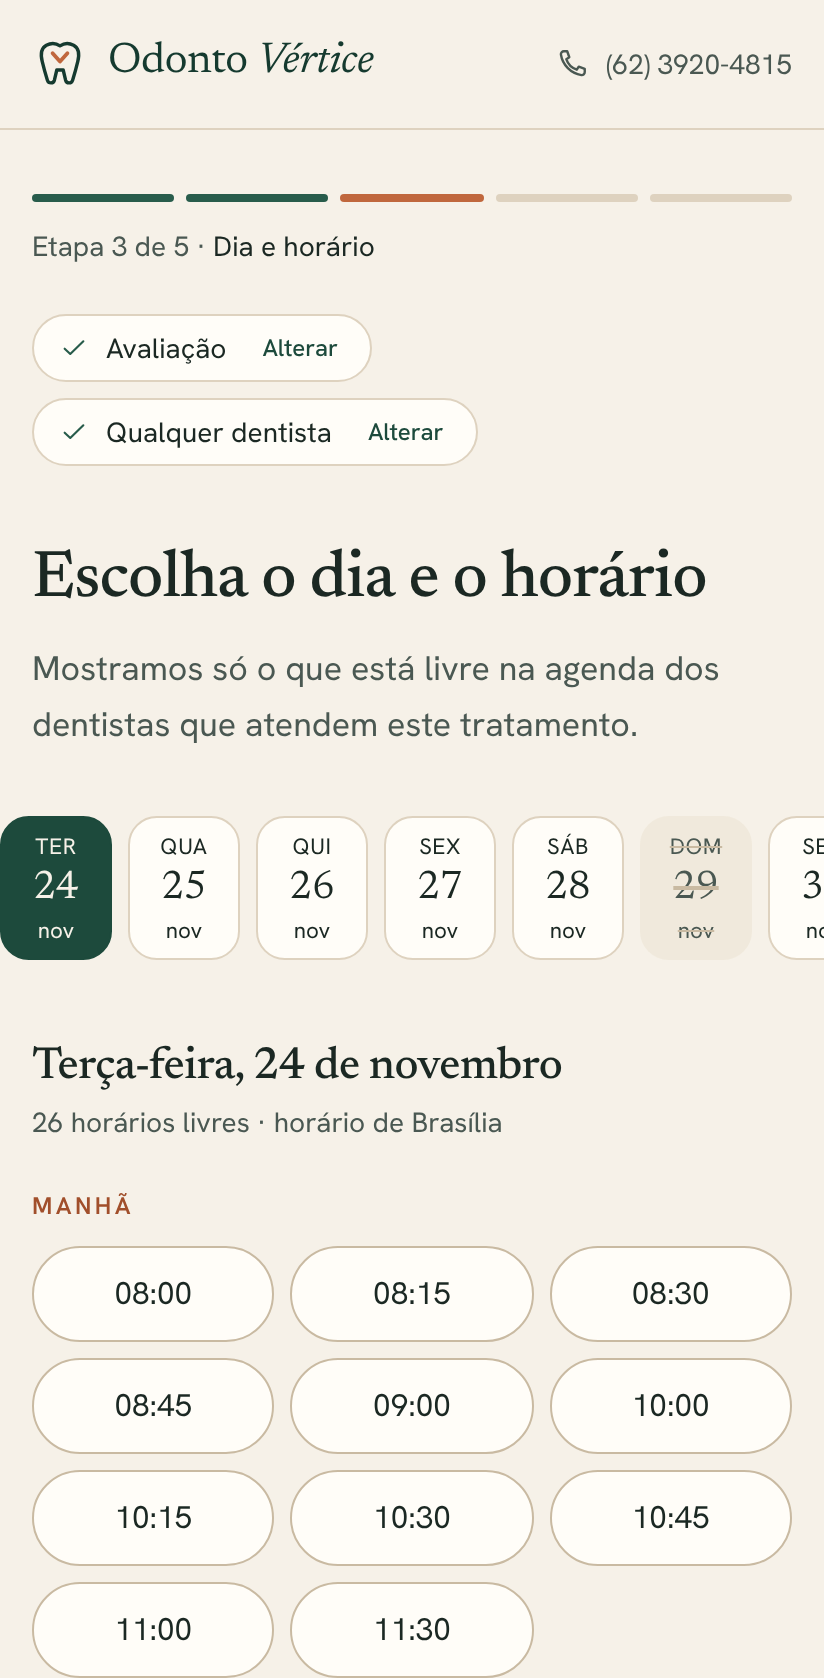 Odonto Vértice
(62) 3920-4815
Etapa 3 de 5 · Dia e horário
Avaliação Alterar
Qualquer dentista Alterar
Escolha o dia e o horário
Mostramos só o que está livre na agenda dos
dentistas que atendem este tratamento.
TER
24
nov
QUA
25
nov
QUI
26
nov
SEX
27
nov
SÁB
28
nov
DOM
29
nov
Terça-feira, 24 de novembro
26 horários livres · horário de Brasília
MANHÃ
08:00 08:15 08:30
08:45 09:00 10:00
10:15 10:30 10:45
11:00 11:30